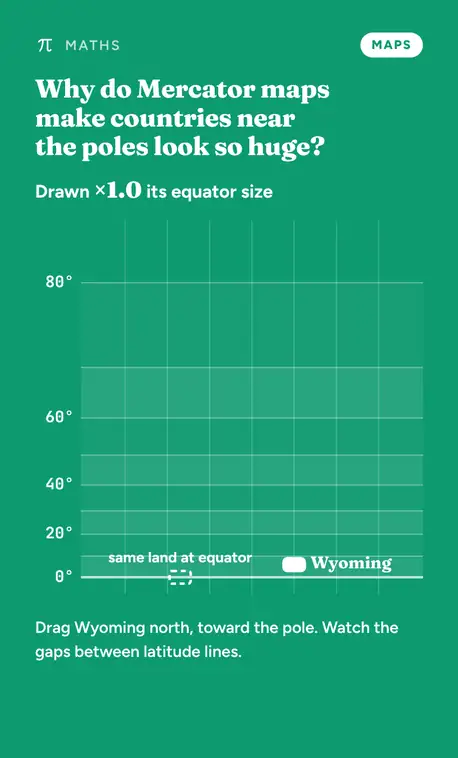 π MATHS
MAPS
Why do Mercator maps
make countries near
the poles look so huge?
Drawn ×1.0 its equator size
80°
60°
40°
20°
same land at equator
Wyoming
0°
Drag Wyoming north, toward the pole. Watch the
gaps between latitude lines.